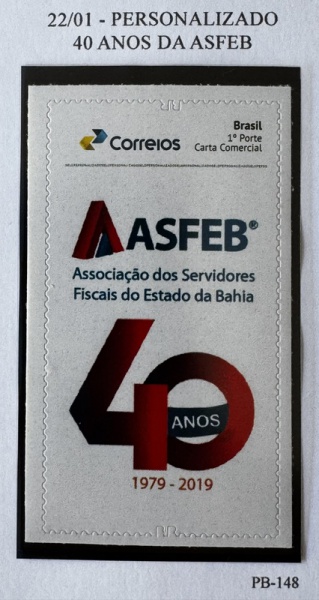 22/01 - PERSONALIZADO
40 ANOS DA ASFEB
Correios
Brasil
1º Porte
Carta Comercial
ASFEB®
Associação dos Servidores
Fiscais do Estado da Bahia
40
ANOS
1979 - 2019
PB-148